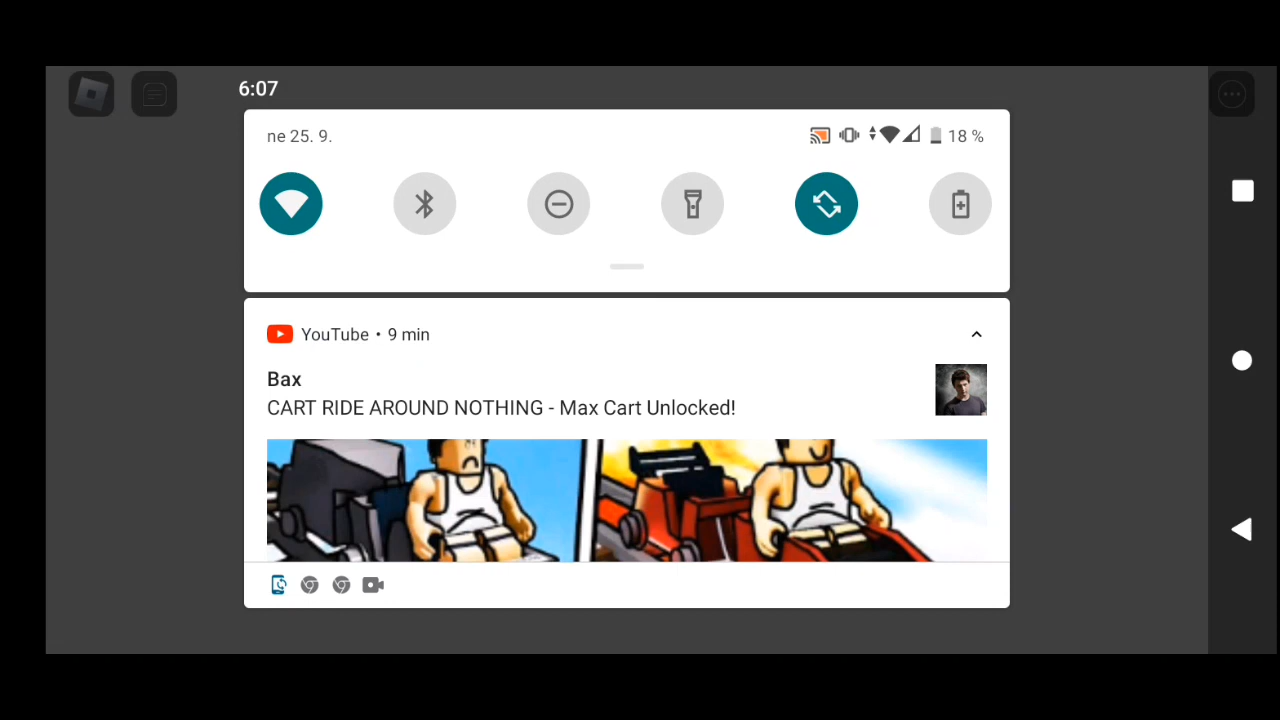 6:07
ne 25. 9.
18 %
YouTube • 9 min
Bax
CART RIDE AROUND NOTHING - Max Cart Unlocked!